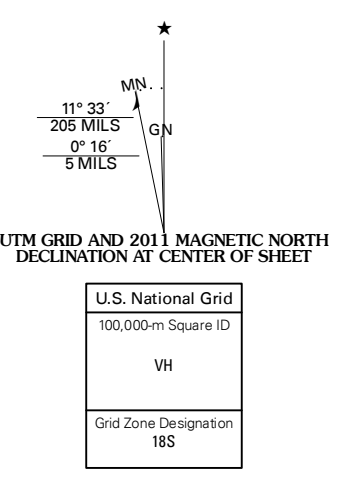 ★
MN
11° 33´
205 MILS
GN
0° 16´
5 MILS
UTM GRID AND 2011 MAGNETIC NORTH
DECLINATION AT CENTER OF SHEET
U.S. National Grid
100,000-m Square ID
VH
Grid Zone Designation
18S